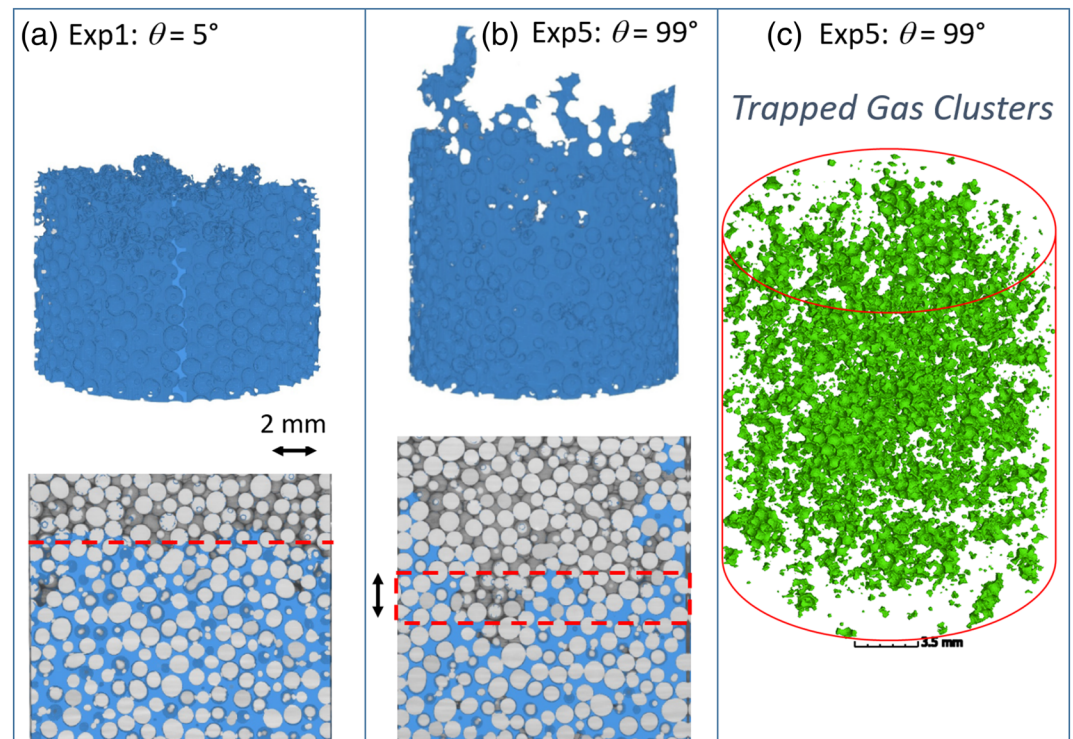 (a) Exp1: θ = 5°
(b) Exp5: θ = 99°
(c) Exp5: θ = 99°
Trapped Gas Clusters
2 mm
3.5 mm